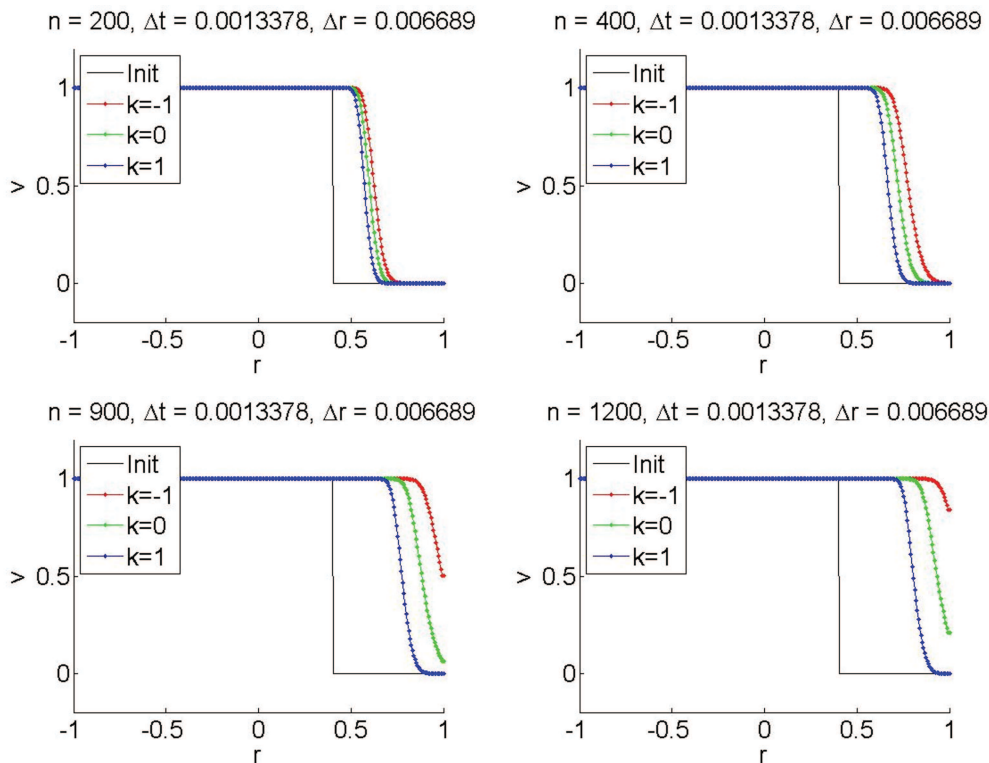 n = 200, Δt = 0.0013378, Δr = 0.006689
Init
k=-1
k=0
k=1
1
0.5
0
v
-1 -0.5 0 0.5 1
r
n = 400, Δt = 0.0013378, Δr = 0.006689
Init
k=-1
k=0
k=1
1
0.5
0
v
-1 -0.5 0 0.5 1
r
n = 900, Δt = 0.0013378, Δr = 0.006689
Init
k=-1
k=0
k=1
1
0.5
0
v
-1 -0.5 0 0.5 1
r
n = 1200, Δt = 0.0013378, Δr = 0.006689
Init
k=-1
k=0
k=1
1
0.5
0
v
-1 -0.5 0 0.5 1
r